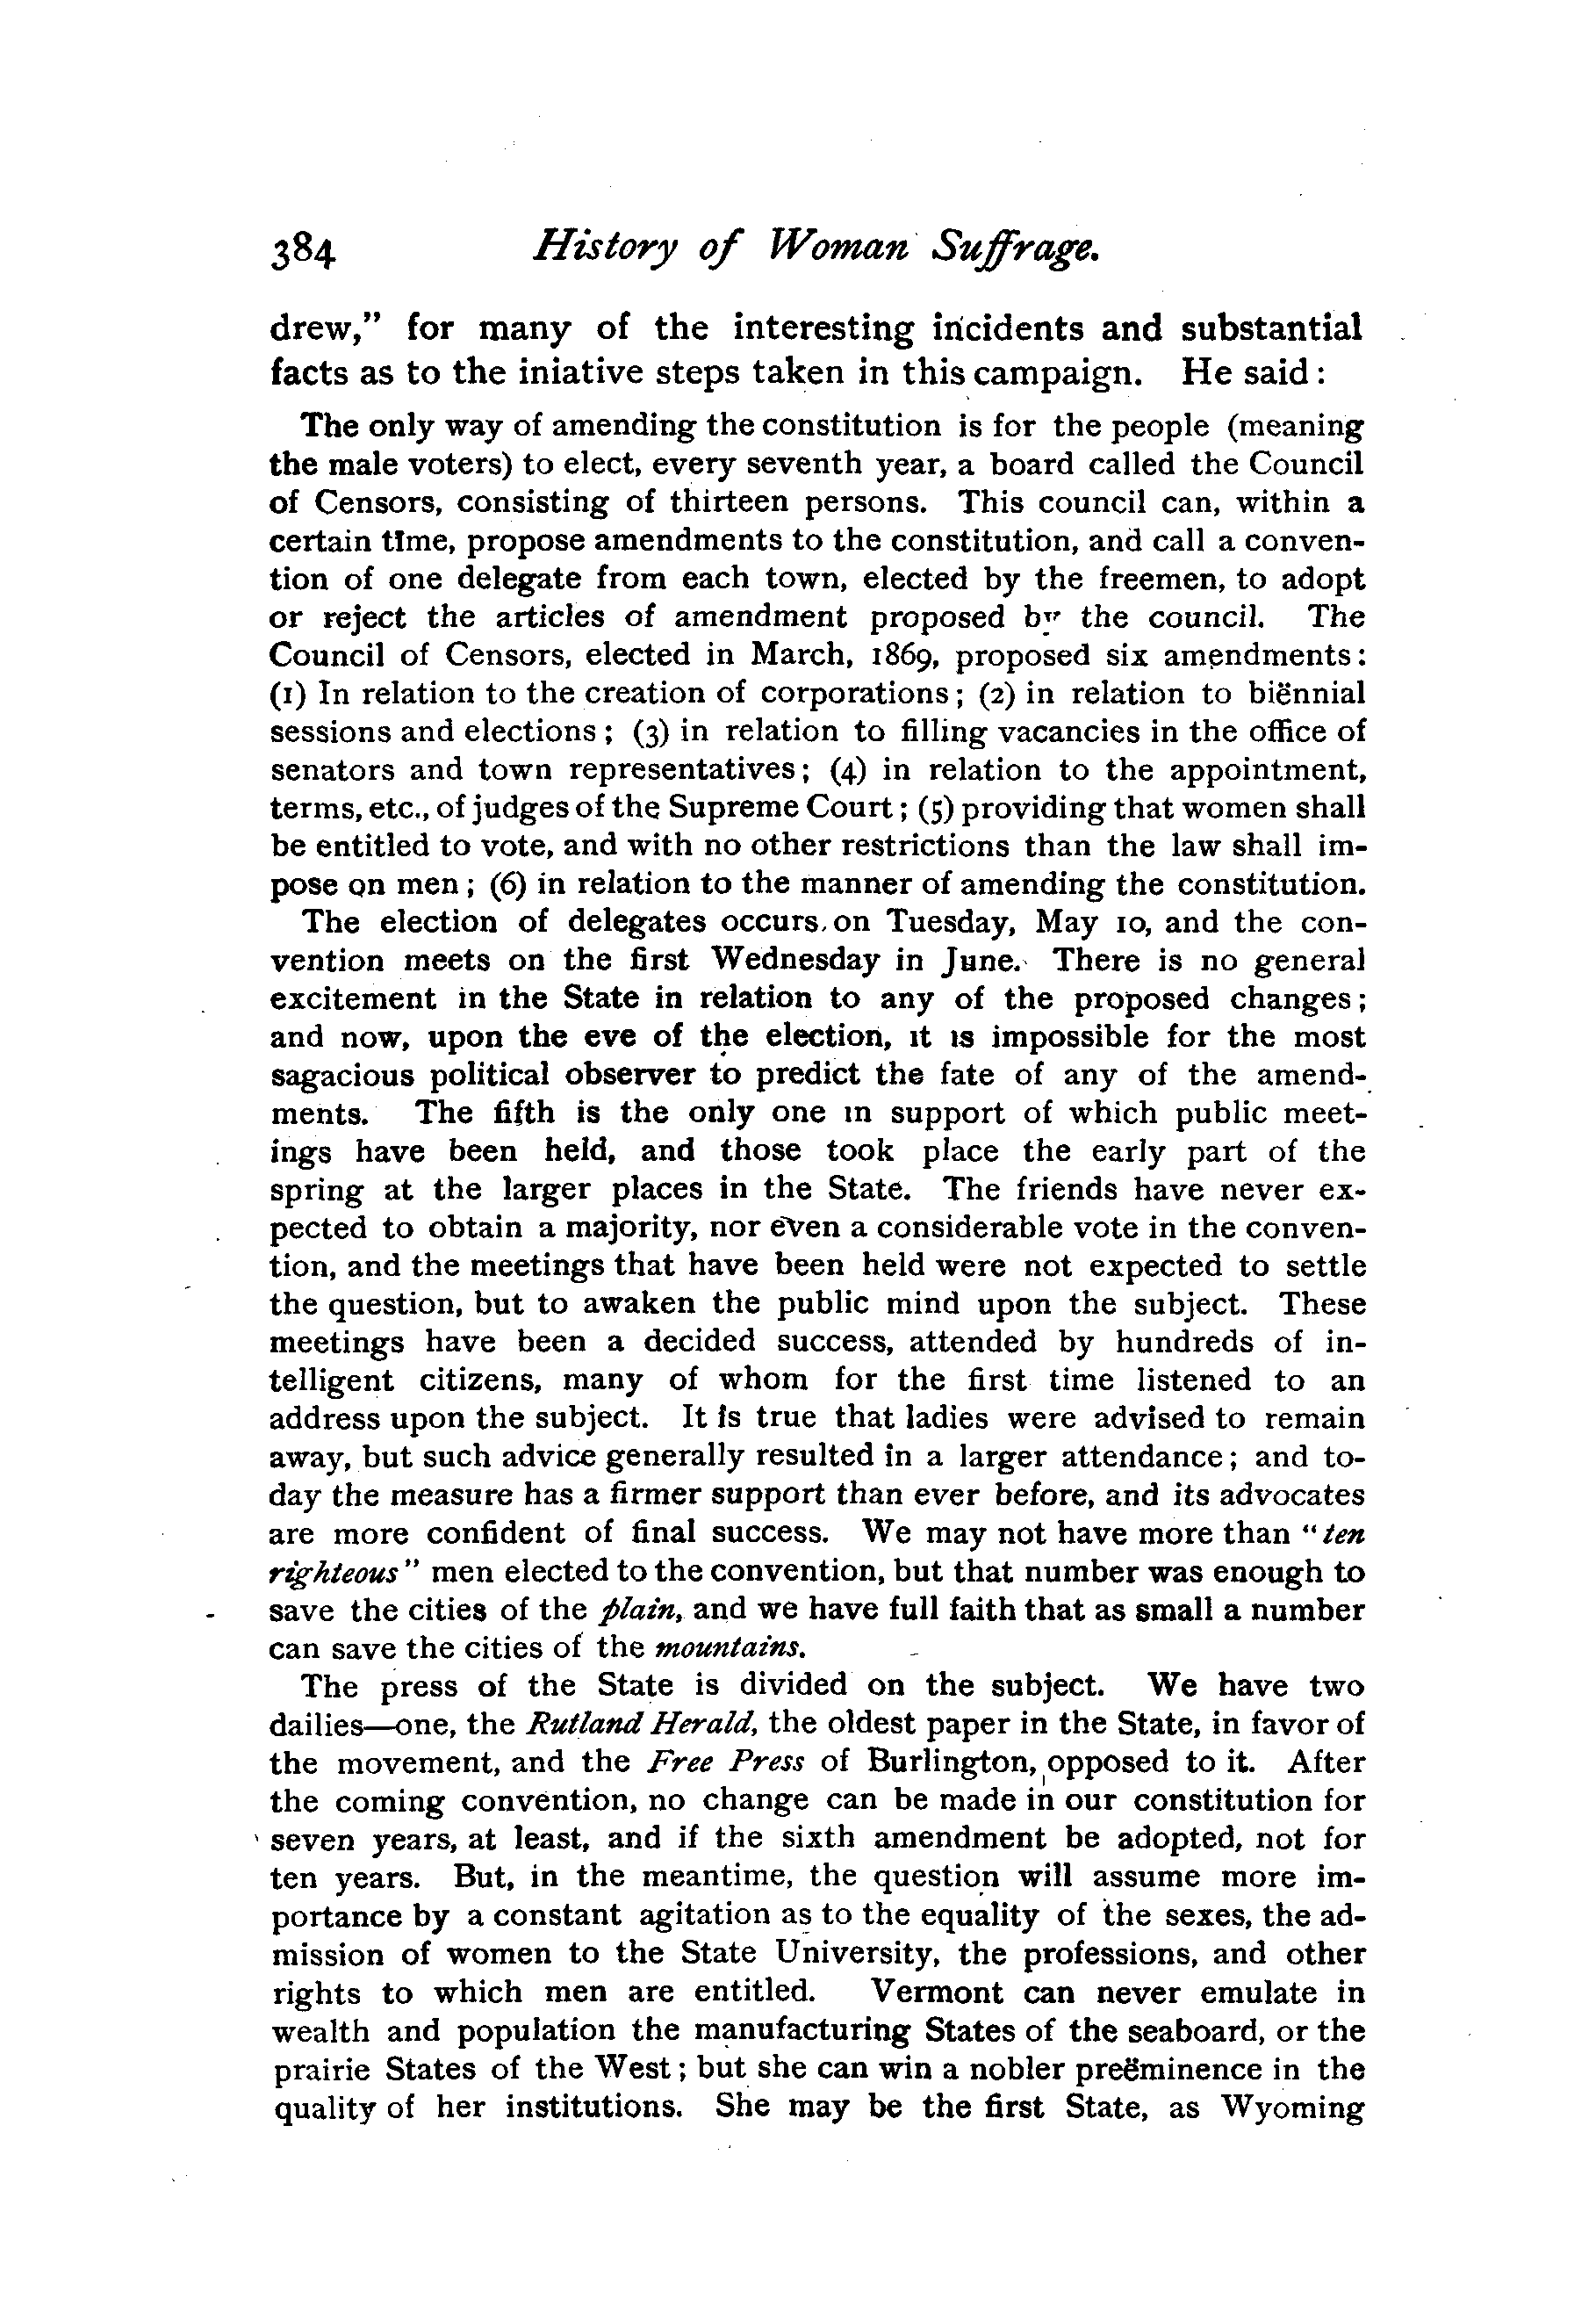 384 History of Woman Suffrage.
drew," for many of the interesting incidents and substantial
facts as to the iniative steps taken in this campaign. He said:
The only way of amending the constitution is for the people (meaning
the male voters) to elect, every seventh year, a board called the Council
of Censors, consisting of thirteen persons. This council can, within a
certain time, propose amendments to the constitution, and call a conven-
tion of one delegate from each town, elected by the freemen, to adopt
or reject the articles of amendment proposed by the council. The
Council of Censors, elected in March, 1869, proposed six amendments:
(1) In relation to the creation of corporations; (2) in relation to biënnial
sessions and elections; (3) in relation to filling vacancies in the office of
senators and town representatives; (4) in relation to the appointment,
terms, etc., of judges of the Supreme Court; (5) providing that women shall
be entitled to vote, and with no other restrictions than the law shall im-
pose on men; (6) in relation to the manner of amending the constitution.
The election of delegates occurs on Tuesday, May 10, and the con-
vention meets on the first Wednesday in June. There is no general
excitement in the State in relation to any of the proposed changes;
and now, upon the eve of the election, it is impossible for the most
sagacious political observer to predict the fate of any of the amend-
ments. The fifth is the only one in support of which public meet-
ings have been held, and those took place the early part of the
spring at the larger places in the State. The friends have never ex-
pected to obtain a majority, nor even a considerable vote in the conven-
tion, and the meetings that have been held were not expected to settle
the question, but to awaken the public mind upon the subject. These
meetings have been a decided success, attended by hundreds of in-
telligent citizens, many of whom for the first time listened to an
address upon the subject. It is true that ladies were advised to remain
away, but such advice generally resulted in a larger attendance; and to-
day the measure has a firmer support than ever before, and its advocates
are more confident of final success. We may not have more than "ten
righteous" men elected to the convention, but that number was enough to
save the cities of the plain, and we have full faith that as small a number
can save the cities of the mountains.
The press of the State is divided on the subject. We have two
dailies—one, the Rutland Herald, the oldest paper in the State, in favor of
the movement, and the Free Press of Burlington, opposed to it. After
the coming convention, no change can be made in our constitution for
seven years, at least, and if the sixth amendment be adopted, not for
ten years. But, in the meantime, the question will assume more im-
portance by a constant agitation as to the equality of the sexes, the ad-
mission of women to the State University, the professions, and other
rights to which men are entitled. Vermont can never emulate in
wealth and population the manufacturing States of the seaboard, or the
prairie States of the West; but she can win a nobler preëminence in the
quality of her institutions. She may be the first State, as Wyoming